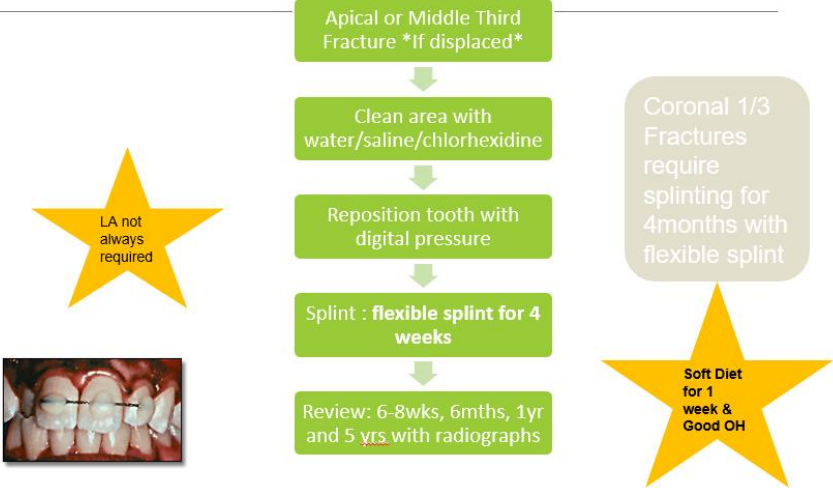 Apical or Middle Third
Fracture *If displaced*
Clean area with
water/saline/chlorhexidine
Reposition tooth with
digital pressure
Splint : flexible splint for 4
weeks
Review: 6-8wks, 6mths, 1yr
and 5 yrs with radiographs
LA not
always
required
Coronal 1/3
Fractures
require
splinting for
4months with
flexible splint
Soft Diet
for 1
week &
Good OH